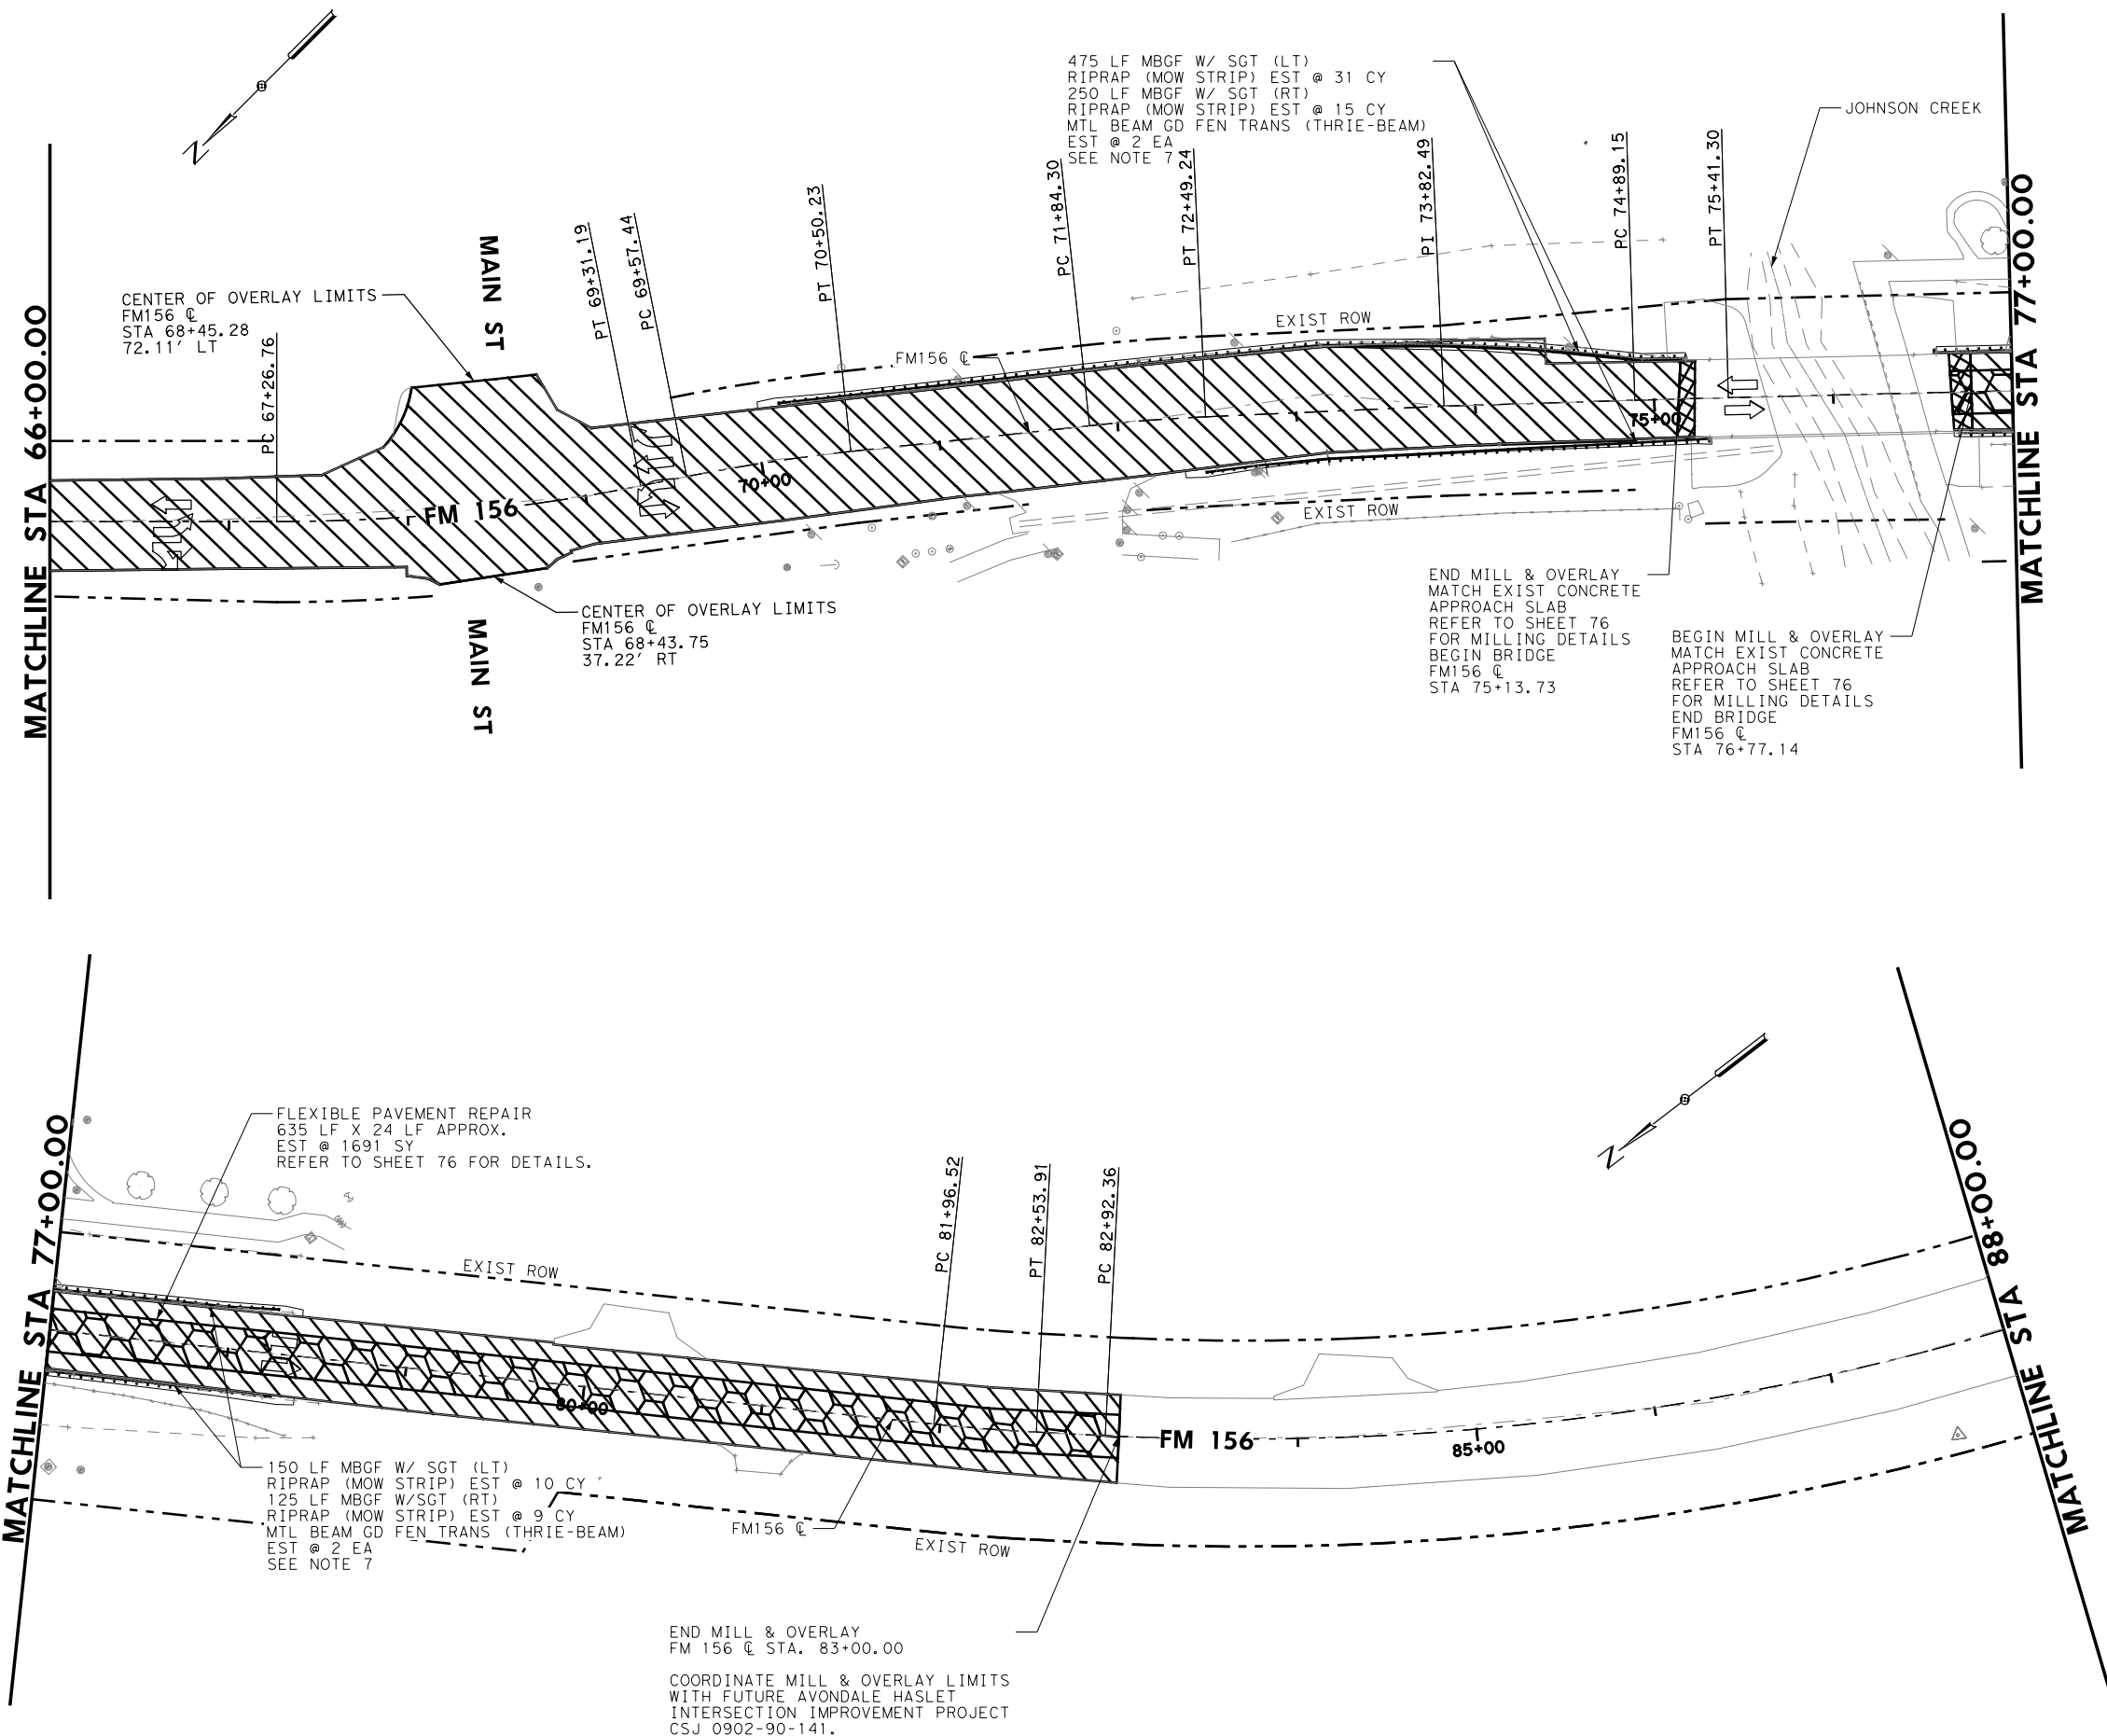 N
475 LF MBGF W/ SGT (LT)
RIPRAP (MOW STRIP) EST @ 31 CY
250 LF MBGF W/ SGT (RT)
RIPRAP (MOW STRIP) EST @ 15 CY
MTL BEAM GD FEN TRANS (THRIE-BEAM)
EST @ 2 EA
SEE NOTE 7
JOHNSON CREEK
MATCHLINE STA 66+00.00
CENTER OF OVERLAY LIMITS
FM156 ℄
STA 68+45.28
72.11' LT
PC 67+26.76
MAIN ST
PT 69+31.19
PC 69+57.44
PT 70+50.23
PC 71+84.30
PT 72+49.24
PI 73+82.49
PC 74+89.15
PT 75+41.30
MATCHLINE STA 77+00.00
EXIST ROW
FM156 ℄
FM 156
70+00
75+00
EXIST ROW
CENTER OF OVERLAY LIMITS
FM156 ℄
STA 68+43.75
37.22' RT
MAIN ST
END MILL & OVERLAY
MATCH EXIST CONCRETE
APPROACH SLAB
REFER TO SHEET 76
FOR MILLING DETAILS
BEGIN BRIDGE
FM156 ℄
STA 75+13.73
BEGIN MILL & OVERLAY
MATCH EXIST CONCRETE
APPROACH SLAB
REFER TO SHEET 76
FOR MILLING DETAILS
END BRIDGE
FM156 ℄
STA 76+77.14
MATCHLINE STA 77+00.00
FLEXIBLE PAVEMENT REPAIR
635 LF X 24 LF APPROX.
EST @ 1691 SY
REFER TO SHEET 76 FOR DETAILS.
PC 81+96.52
PT 82+53.91
PC 82+92.36
N
MATCHLINE STA 88+00.00
EXIST ROW
80+00
FM 156
85+00
150 LF MBGF W/ SGT (LT)
RIPRAP (MOW STRIP) EST @ 10 CY
125 LF MBGF W/SGT (RT)
RIPRAP (MOW STRIP) EST @ 9 CY
MTL BEAM GD FEN TRANS (THRIE-BEAM)
EST @ 2 EA
SEE NOTE 7
FM156 ℄
EXIST ROW
END MILL & OVERLAY
FM 156 ℄ STA. 83+00.00
COORDINATE MILL & OVERLAY LIMITS
WITH FUTURE AVONDALE HASLET
INTERSECTION IMPROVEMENT PROJECT
CSJ 0902-90-141.